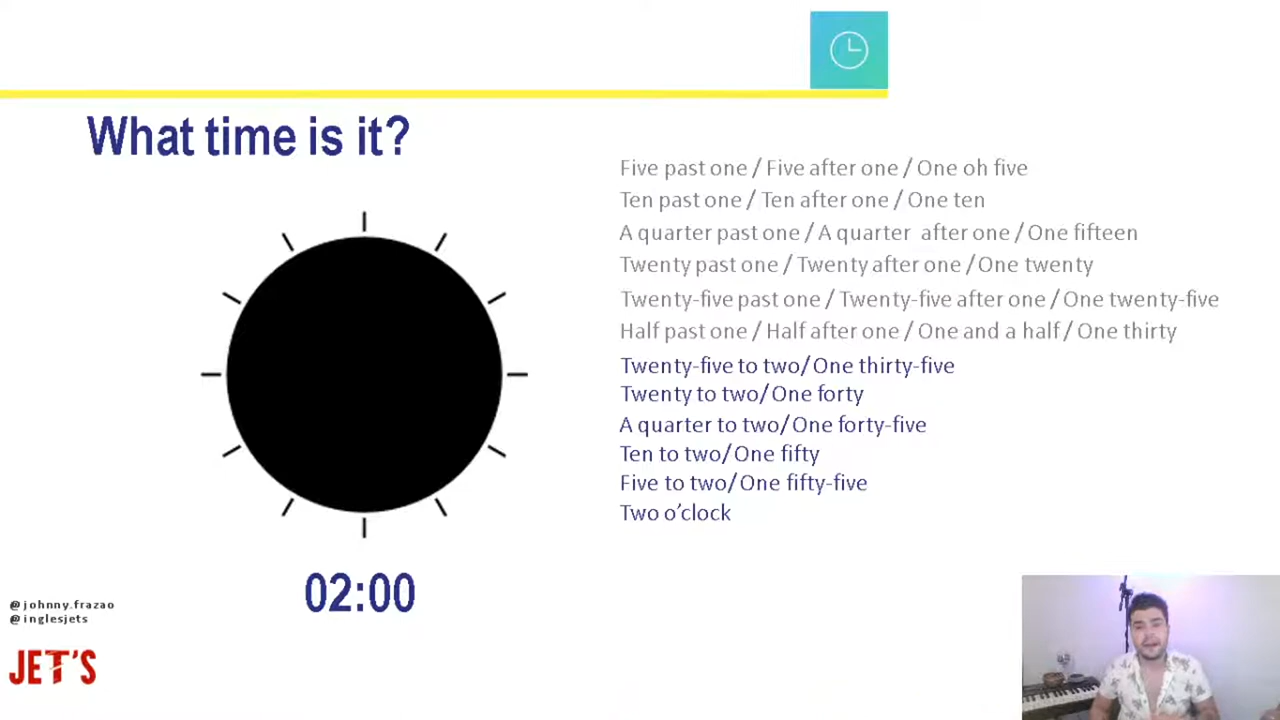 What time is it?
Five past one / Five after one / One oh five
Ten past one / Ten after one / One ten
A quarter past one / A quarter after one / One fifteen
Twenty past one / Twenty after one / One twenty
Twenty-five past one / Twenty-five after one / One twenty-five
Half past one / Half after one / One and a half / One thirty
Twenty-five to two/One thirty-five
Twenty to two/One forty
A quarter to two/One forty-five
Ten to two/One fifty
Five to two/One fifty-five
Two o’clock
02:00
@johnny.frazao
@inglesjets
JET'S